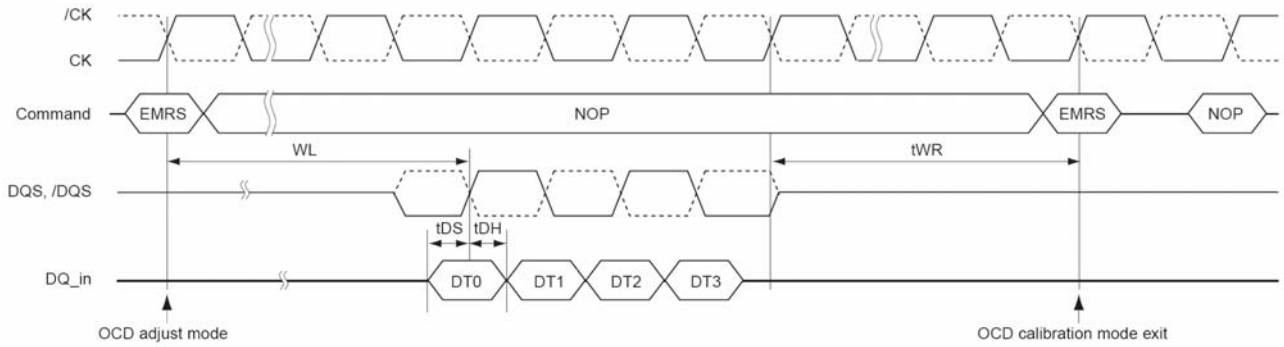 /CK
CK
Command EMRS NOP EMRS NOP
WL tWR
DQS, /DQS
tDS tDH
DQ_in DT0 DT1 DT2 DT3
OCD adjust mode OCD calibration mode exit